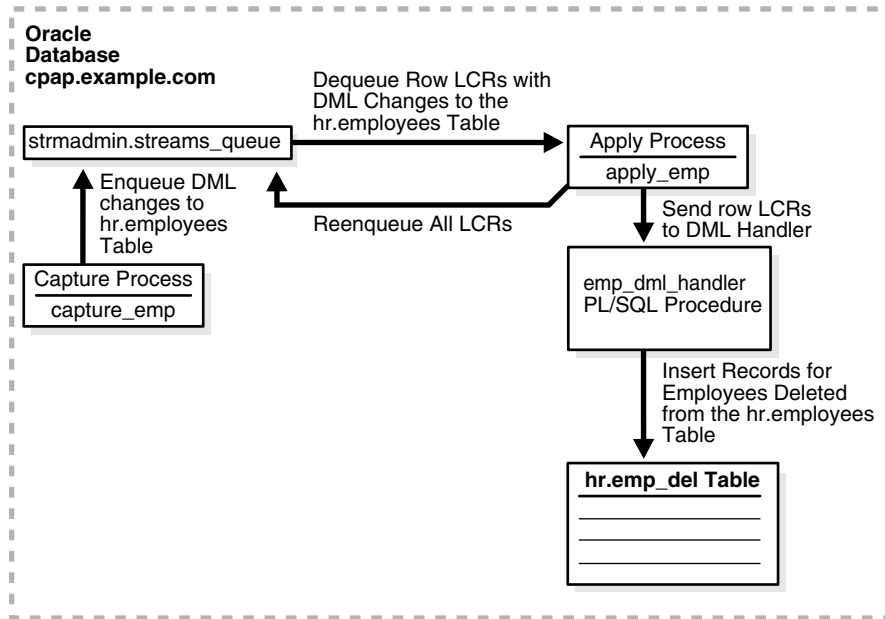 Oracle
Database
cpap.example.com
Dequeue Row LCRs with
DML Changes to the
hr.employees Table
strmadmin.streams_queue
Apply Process
apply_emp
Enqueue DML
changes to
hr.employees
Table
Reenqueue All LCRs
Send row LCRs
to DML Handler
Capture Process
capture_emp
emp_dml_handler
PL/SQL Procedure
Insert Records for
Employees Deleted
from the hr.employees
Table
hr.emp_del Table